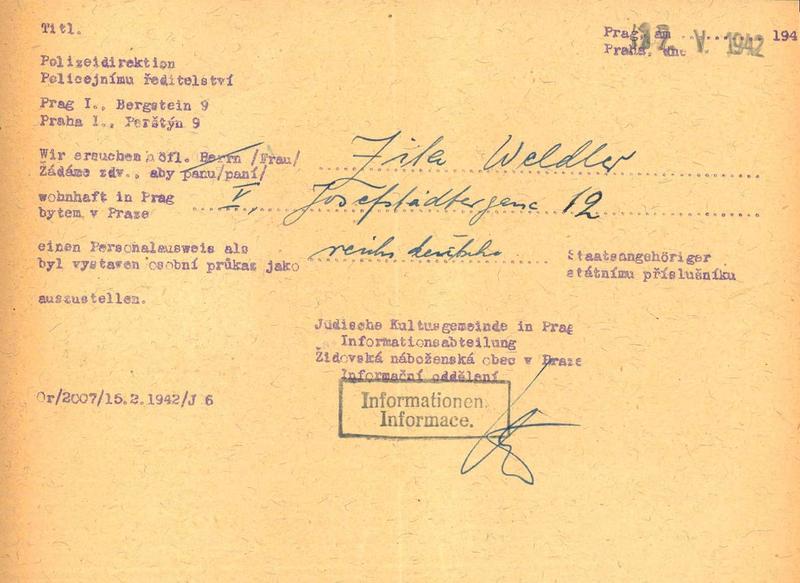 Titl.
Prag, am ............ 194
Praha, dne
V. 1942
Polizeidirektion
Policejnímu ředitelství
Prag I., Bergstein 9
Praha I., Perštýn 9
Wir ersuchen höfl. Herrn /Frau/
Žádáme zdv., aby panu/paní/
Weldler
wohnhaft in Prag
bytem v Praze
V, Josefstädtergasse 12
einen Personalausweis als
byl vystaven osobní průkaz jako
reichsdeutsche
Staatsangehöriger
státnímu příslušníku
auszustellen.
Jüdische Kultusgemeinde in Prag
Informationsabteilung
Židovská náboženská obec v Praze
Informační oddělení
Or/2007/15.2.1942/J 6
Informationen.
Informace.